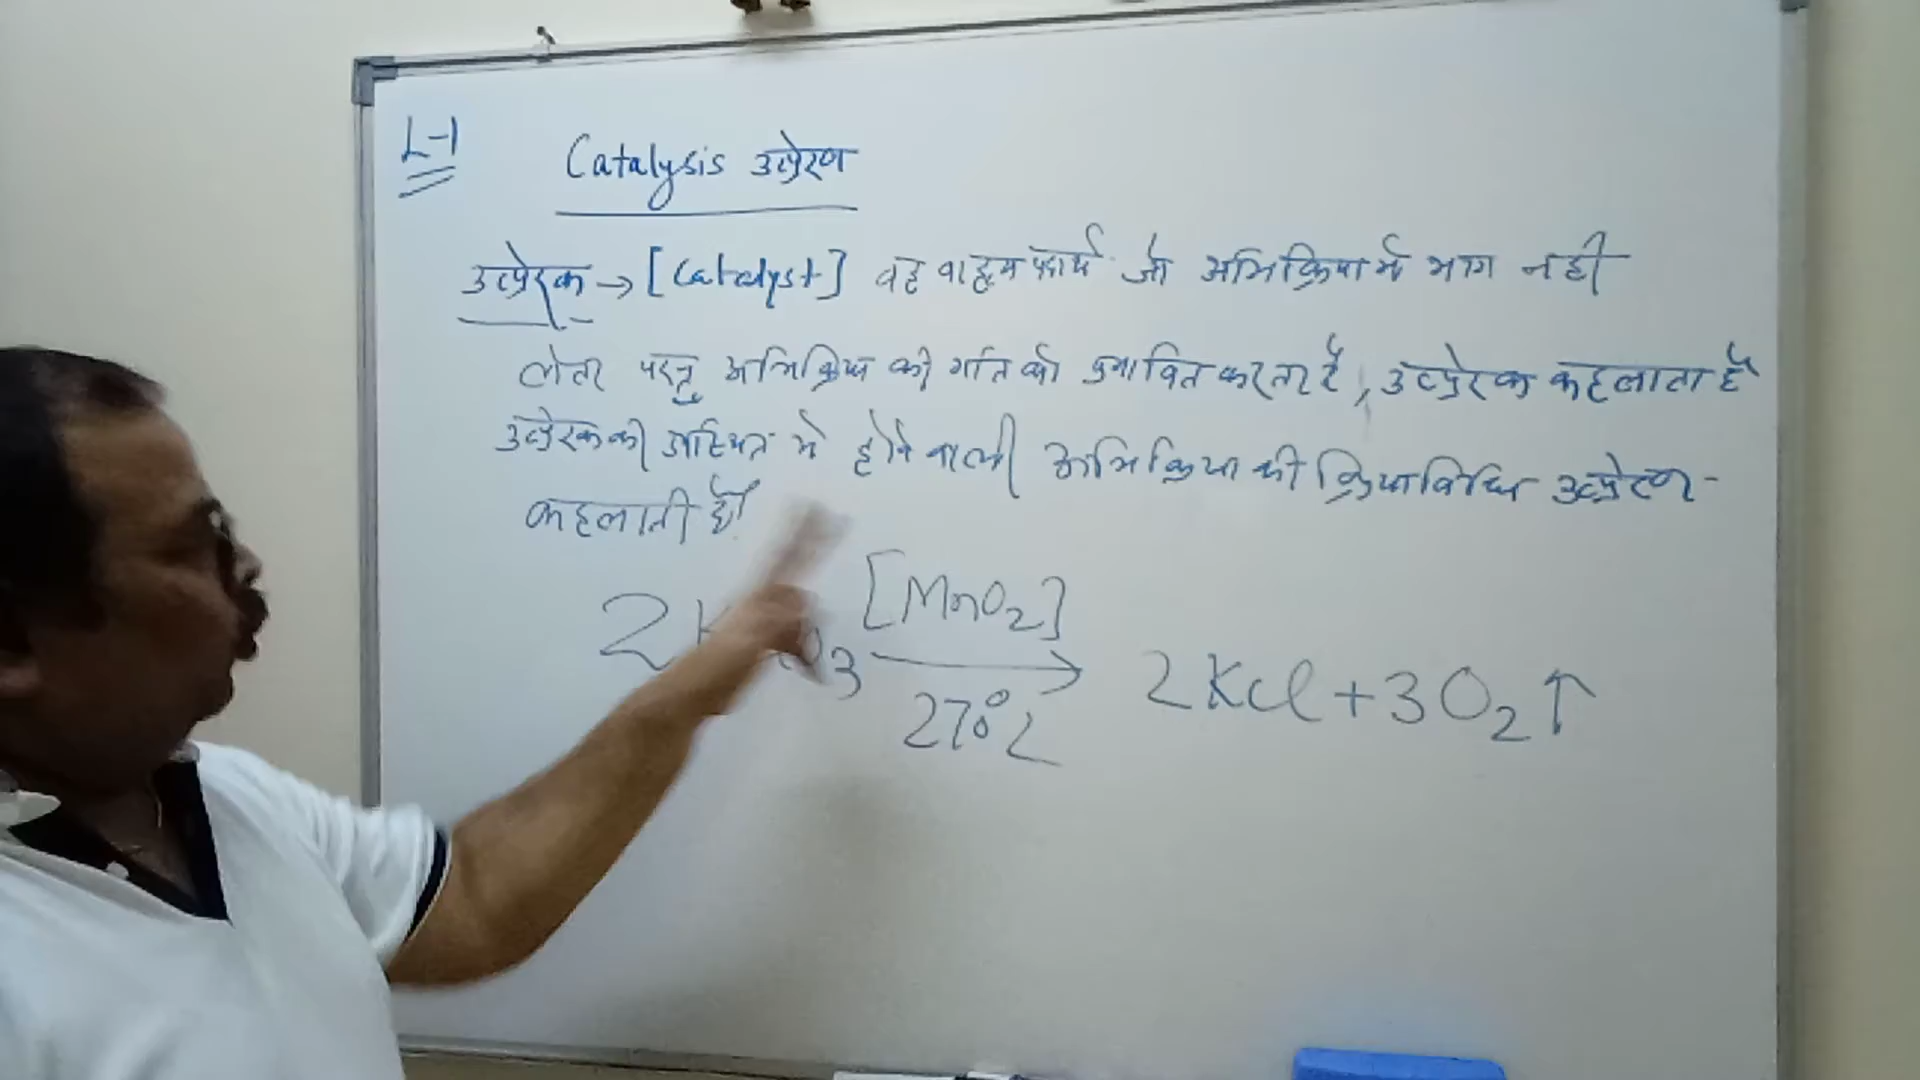 L-1
Catalysis उत्प्रेरण
उत्प्रेरक → [Catalyst] वह बाह्य पदार्थ जो अभिक्रिया में भाग नही
लेता परन्तु अभिक्रिया की गति को प्रभावित करता है, उत्प्रेरक कहलाता है
उत्प्रेरक की उपस्थिति में होने वाली अभिक्रिया की क्रियाविधि उत्प्रेरण
कहलाती है।
[MnO2]
2K O3 → 2KCl + 3O2↑
270°C